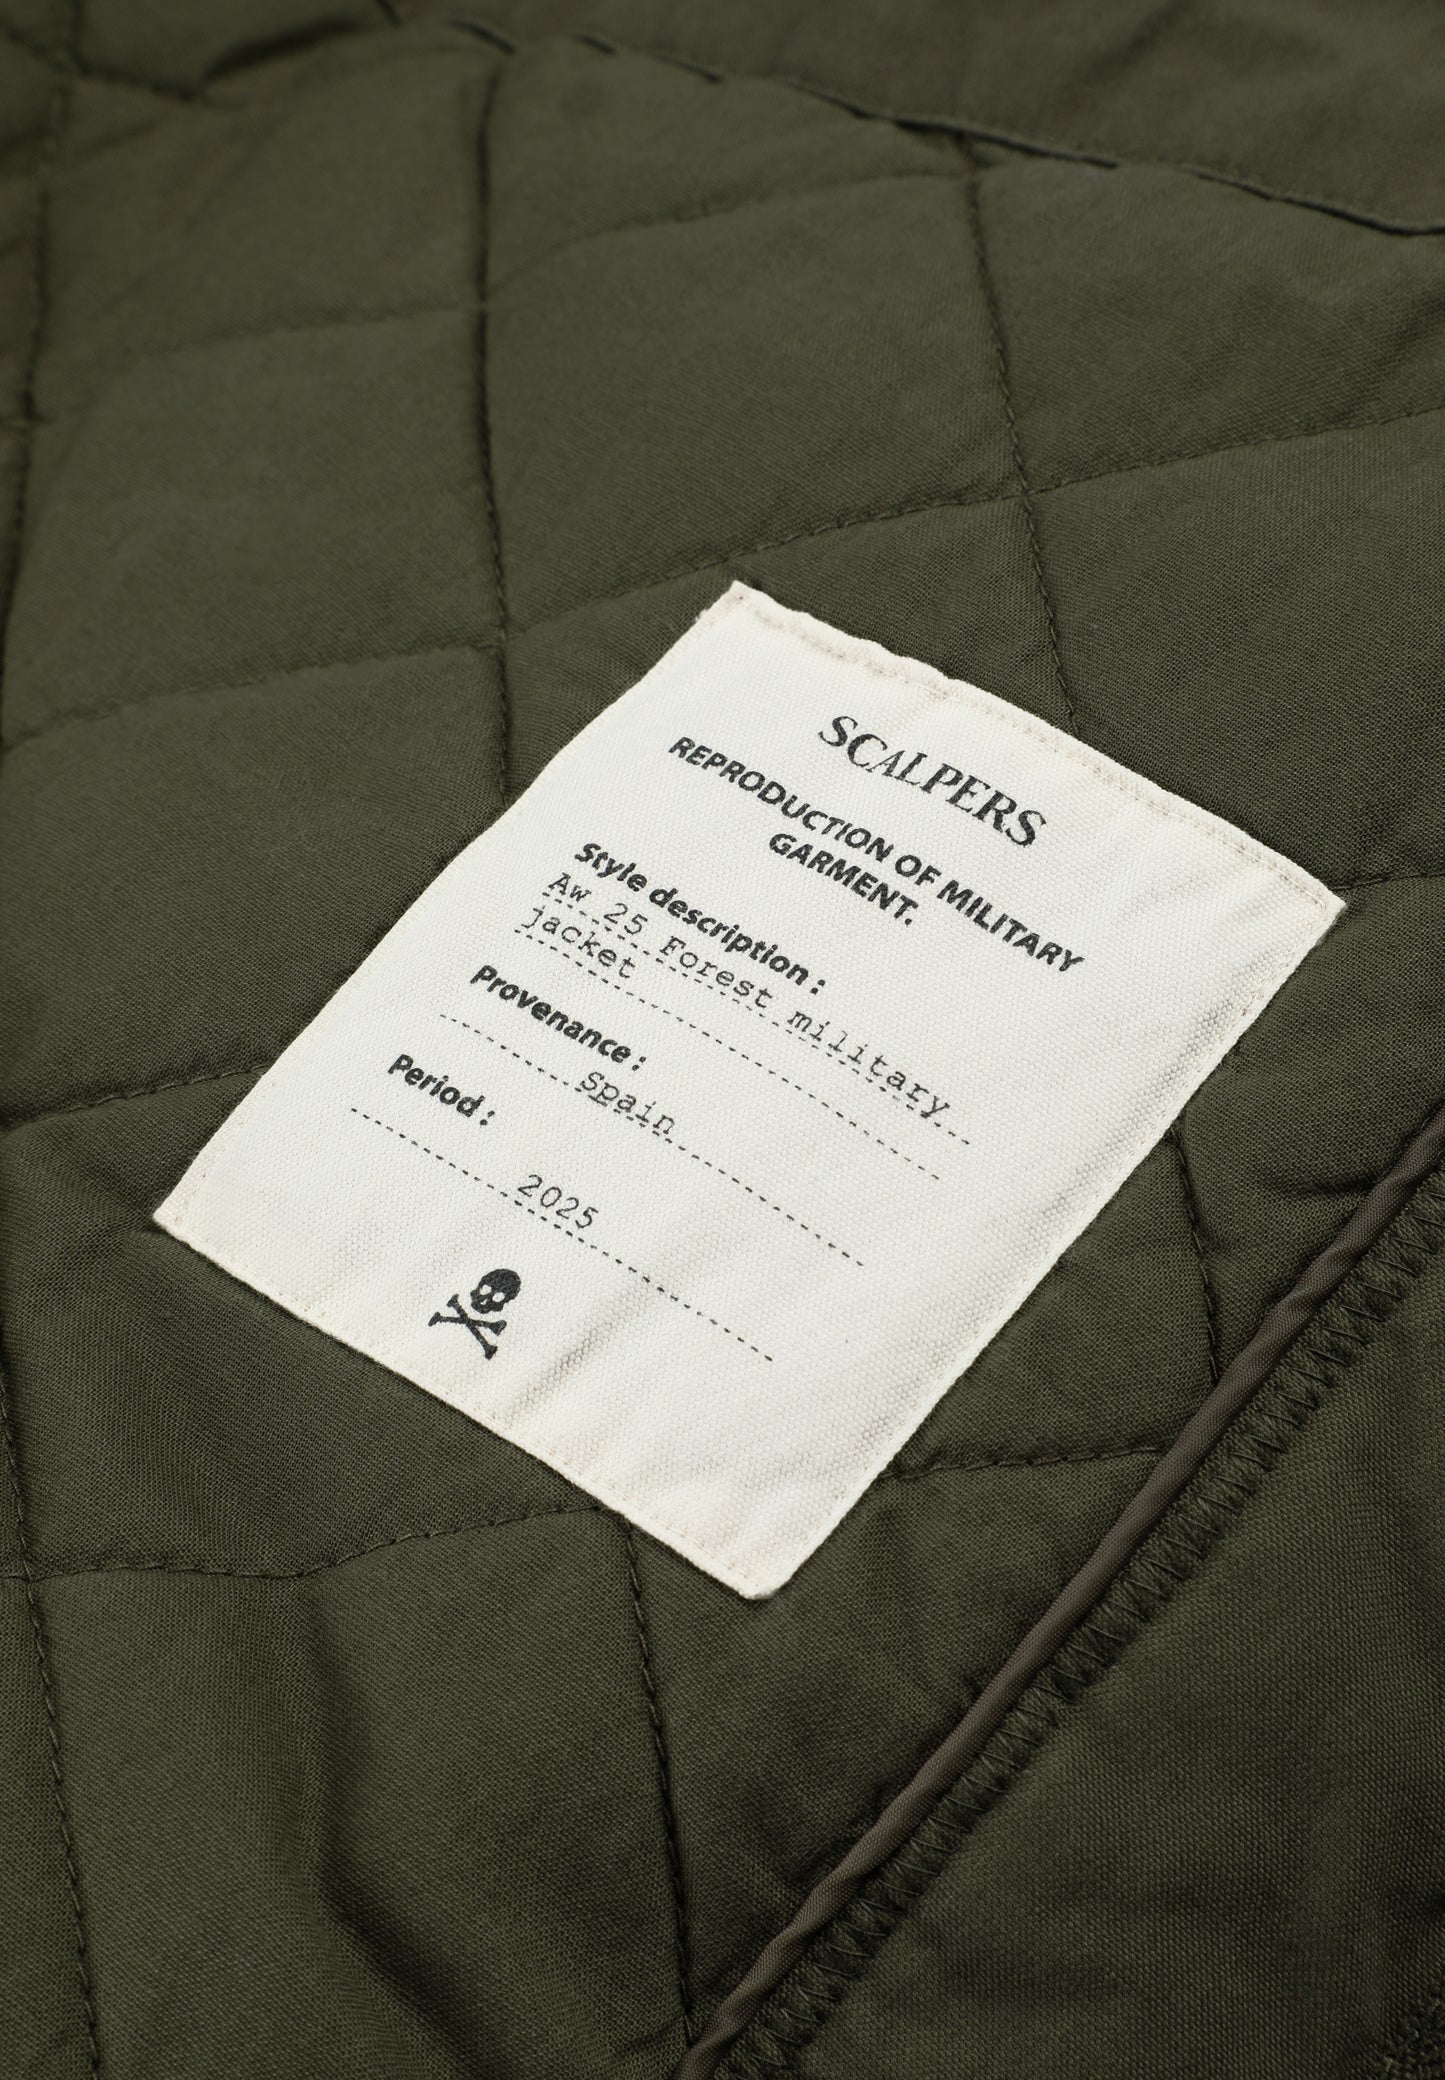 SCALPERS
REPRODUCTION OF MILITARY
GARMENT.
Style description :
Aw 25 Forest military
jacket
Provenance :
Spain
Period :
2025